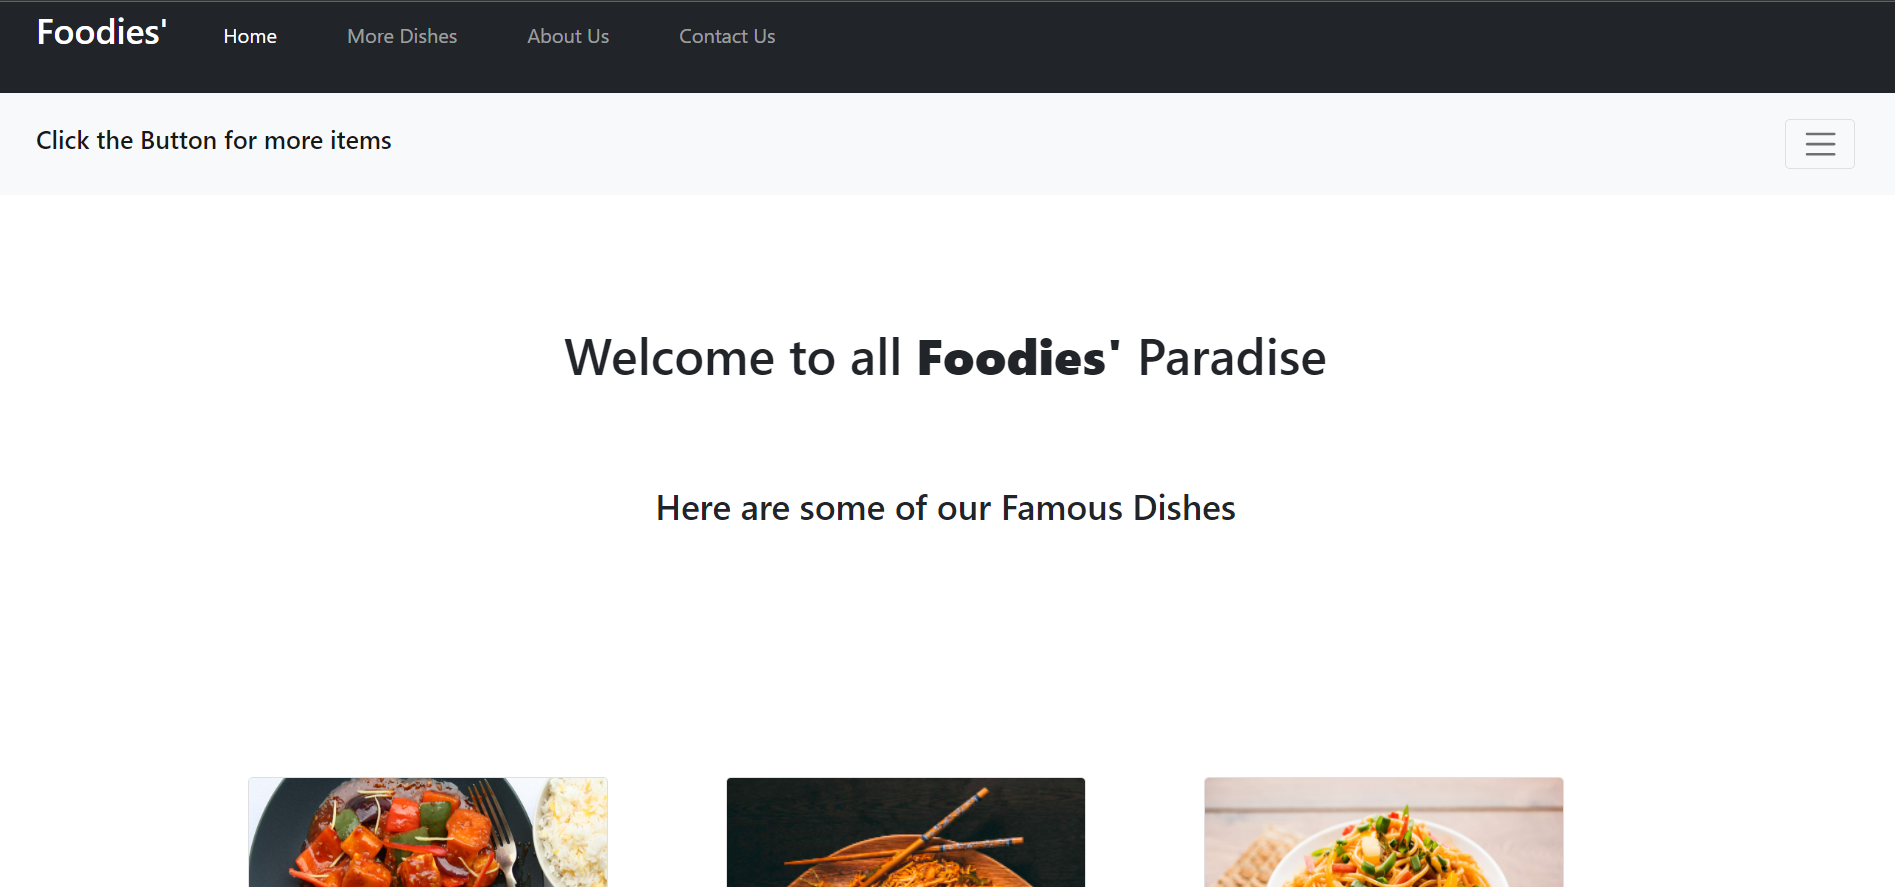 Foodies' Home More Dishes About Us Contact Us
Click the Button for more items
Welcome to all Foodies' Paradise
Here are some of our Famous Dishes